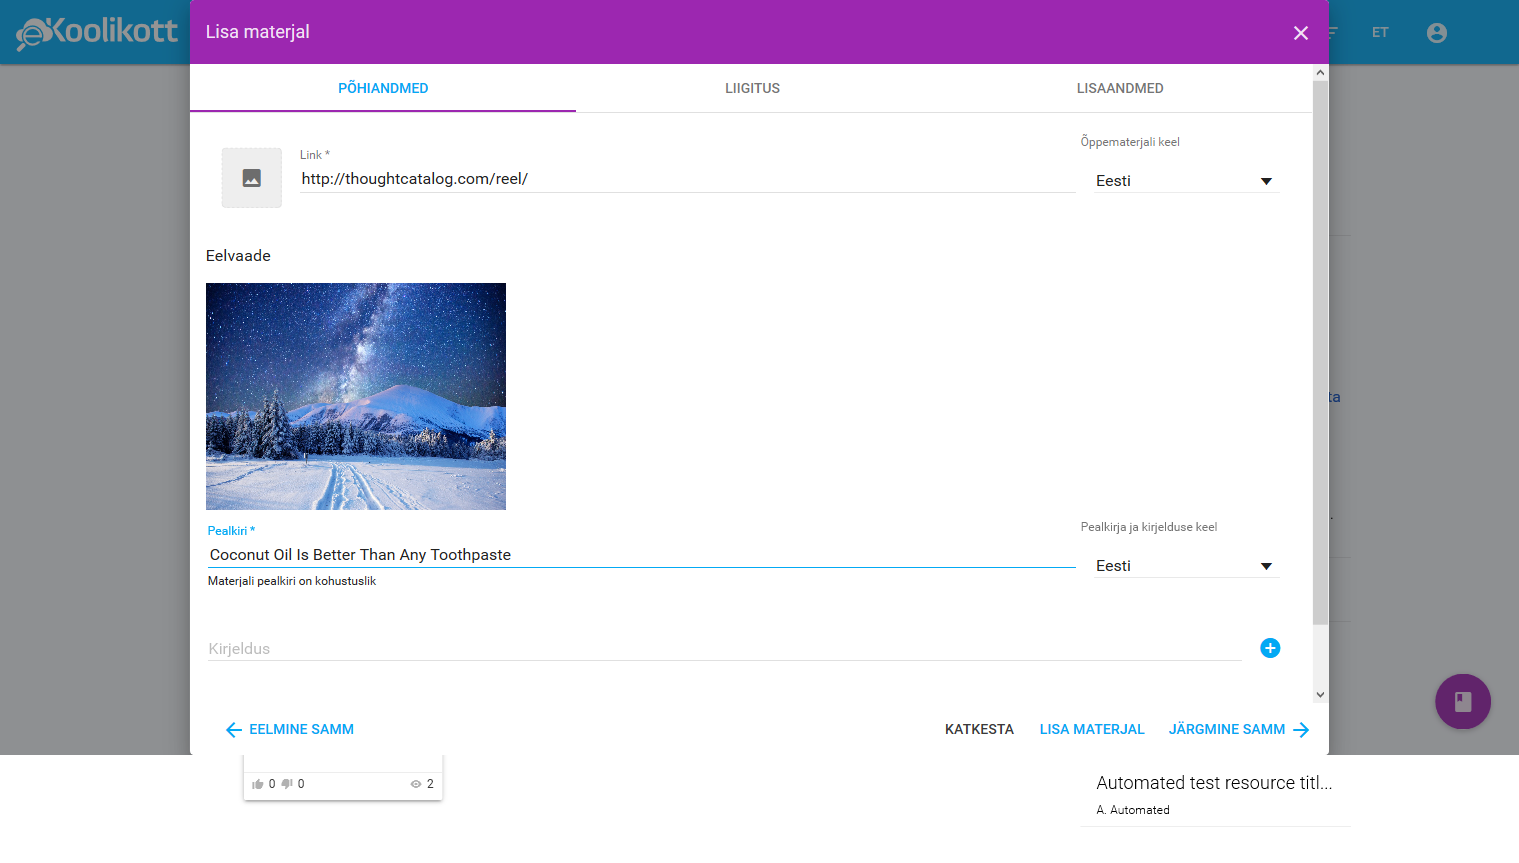 eKoolikott
Lisa materjal
ET
PÕHIANDMED
LIIGITUS
LISAANDMED
Link *
http://thoughtcatalog.com/reel/
Õppematerjali keel
Eesti
Eelvaade
ta
Pealkiri *
Coconut Oil Is Better Than Any Toothpaste
Materjali pealkiri on kohustuslik
Pealkirja ja kirjelduse keel
Eesti
Kirjeldus
EELMINE SAMM
KATKESTA
LISA MATERJAL
JÄRGMINE SAMM
0 0 2
Automated test resource titl...
A. Automated